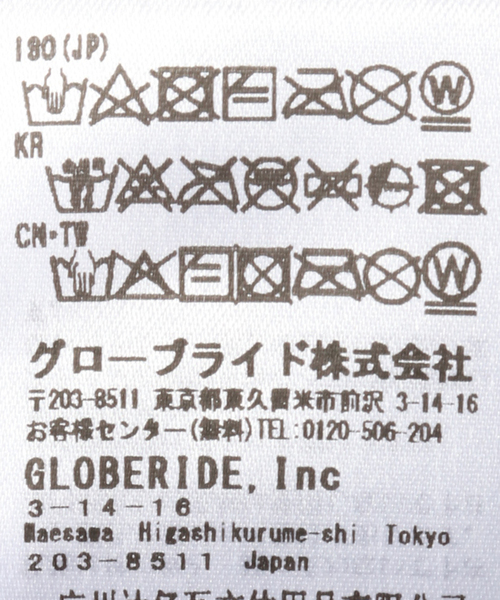 ISO(JP)
W
KR
CN・TW
W
グローブライド株式会社
〒203-8511 東京都東久留米市前沢 3-14-16
お客様センター(無料)TEL:0120-506-204
GLOBERIDE, Inc
3-14-16
Maesawa Higashikurume-shi Tokyo
203-8511 Japan